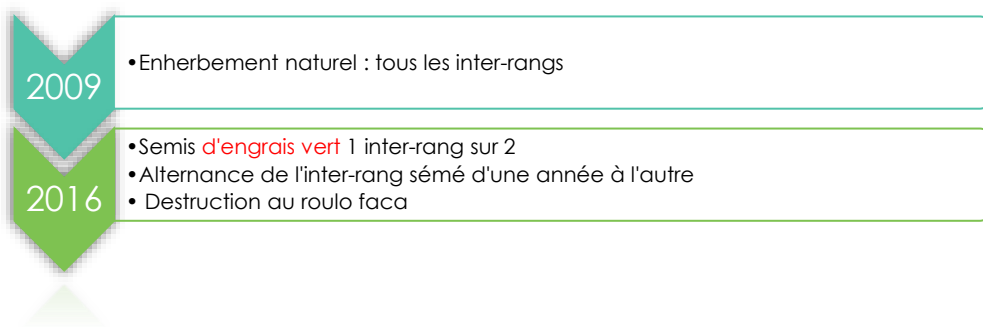 2009
•Enherbement naturel : tous les inter-rangs
2016
•Semis d'engrais vert 1 inter-rang sur 2
•Alternance de l'inter-rang sémé d'une année à l'autre
• Destruction au roulo faca